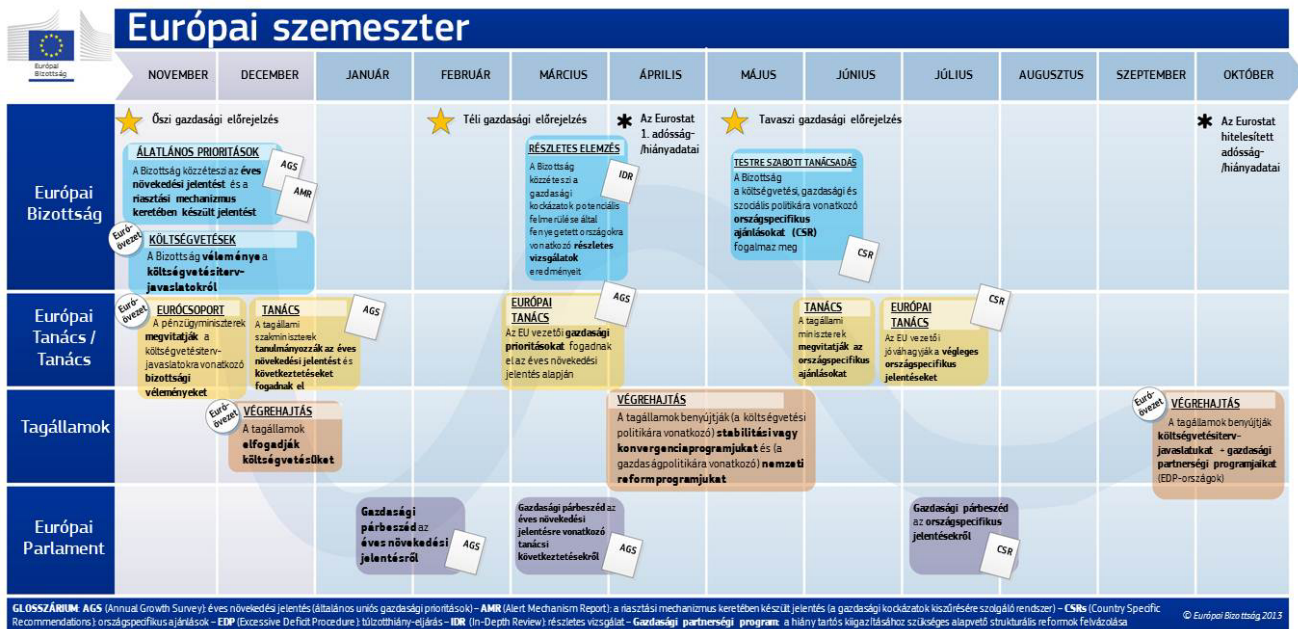 Európai szemeszter
Európai
Bizottság
NOVEMBER
DECEMBER
JANUÁR
FEBRUÁR
MÁRCIUS
ÁPRILIS
MÁJUS
JÚNIUS
JÚLIUS
AUGUSZTUS
SZEPTEMBER
OKTÓBER
Európai
Bizottság
Őszi gazdasági előrejelzés
ÁLATLÁNOS PRIORITÁSOK
A Bizottság közzéteszi az éves
növekedési jelentést és a
riasztási mechanizmus
keretében készült jelentést
AGS
AMR
Euró-
övezet
KÖLTSÉGVETÉSEK
A Bizottság véleménye a
költségvetésiterv-
javaslatokról
Téli gazdasági előrejelzés
RÉSZLETES ELEMZÉS
A Bizottság
közzéteszi a
gazdasági
kockázatok potenciális
felmerülése által
fenyegetett országokra
vonatkozó részletes
vizsgálatok
eredményeit
IDR
* Az Eurostat
1. adósság-
/hiányadatai
Tavaszi gazdasági előrejelzés
TESTRE SZABOTT TANÁCSADÁS
A Bizottság
a költségvetési, gazdasági és
szociális politikára vonatkozó
országspecifikus
ajánlásokat (CSR)
fogalmaz meg
CSR
* Az Eurostat
hitelesített
adósság-
/hiányadatai
Európai
Tanács /
Tanács
Euró-
övezet
EURÓCSOPORT
A pénzügyminiszterek
megvitatják a
költségvetésiterv-
javaslatokra vonatkozó
bizottsági
véleményeket
TANÁCS
A tagállami
szakminiszterek
tanulmányozzák az éves
növekedési jelentést és
következtetéseket
fogadnak el
AGS
EURÓPAI
TANÁCS
Az EU vezetői gazdasági
prioritásokat fogadnak
el az éves növekedési
jelentés alapján
AGS
TANÁCS
A tagállami
miniszterek
megvitatják az
országspecifikus
ajánlásokat
EURÓPAI
TANÁCS
Az EU vezetői
jóváhagyják a végleges
országspecifikus
jelentéseket
CSR
Tagállamok
Euró-
övezet
VÉGREHAJTÁS
A tagállamok
elfogadják
költségvetésüket
VÉGREHAJTÁS
A tagállamok benyújtják (a költségvetési
politikára vonatkozó) stabilitási vagy
konvergenciaprogramjukat és (a
gazdaságpolitikára vonatkozó) nemzeti
reformprogramjukat
Euró-
övezet
VÉGREHAJTÁS
A tagállamok benyújtják
költségvetésiterv-
javaslatukat - gazdasági
partnerségi programjaikat
(EDP-országok)
Európai
Parlament
Gazdasági
párbeszéd az
éves növekedési
jelentésről
AGS
Gazdasági párbeszéd az
éves növekedési
jelentésre vonatkozó
tanácsi
következtetésekről
AGS
Gazdasági párbeszéd
az országspecifikus
jelentésekről
CSR
GLOSSZÁRIUM: AGS (Annual Growth Survey): éves növekedési jelentés (általános uniós gazdasági prioritások) – AMR (Alert Mechanism Report): a riasztási mechanizmus keretében készült jelentés (a gazdasági kockázatok kiszűrésére szolgáló rendszer) – CSRs (Country Specific
Recommendations): országspecifikus ajánlások – EDP (Excessive Deficit Procedure): túlzotthiány-eljárás – IDR (In-Depth Review): részletes vizsgálat – Gazdasági partnerségi program: a hiány tartós kiigazításához szükséges alapvető strukturális reformok felvázolása
© Európai Bizottság 2013